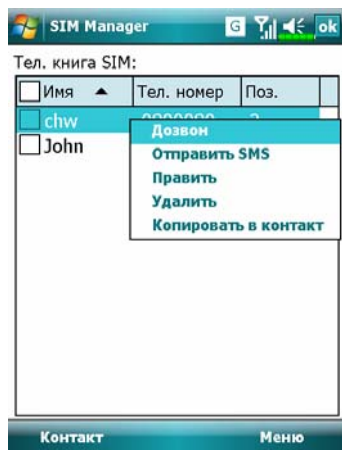 SIM Manager G ok
Тел. книга SIM:
Имя Тел. номер Поз.
chw
Дозвон
John
Отправить SMS
Править
Удалить
Копировать в контакт
Контакт Меню